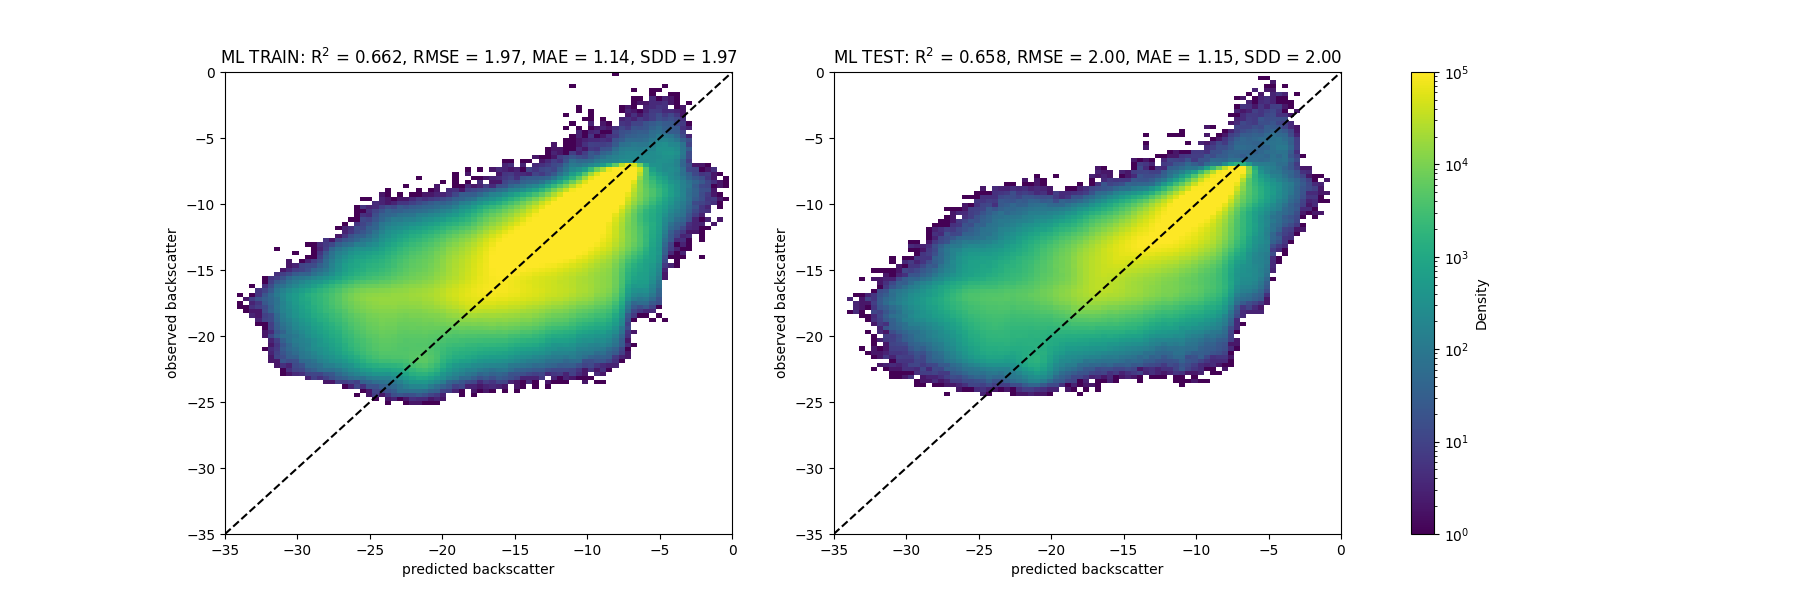 ML TRAIN: R² = 0.662, RMSE = 1.97, MAE = 1.14, SDD = 1.97
0
−5
−10
−15
−20
−25
−30
−35
observed backscatter
−35 −30 −25 −20 −15 −10 −5 0
predicted backscatter
ML TEST: R² = 0.658, RMSE = 2.00, MAE = 1.15, SDD = 2.00
0
−5
−10
−15
−20
−25
−30
−35
observed backscatter
−35 −30 −25 −20 −15 −10 −5 0
predicted backscatter
10⁵
10⁴
10³
10²
10¹
10⁰
Density